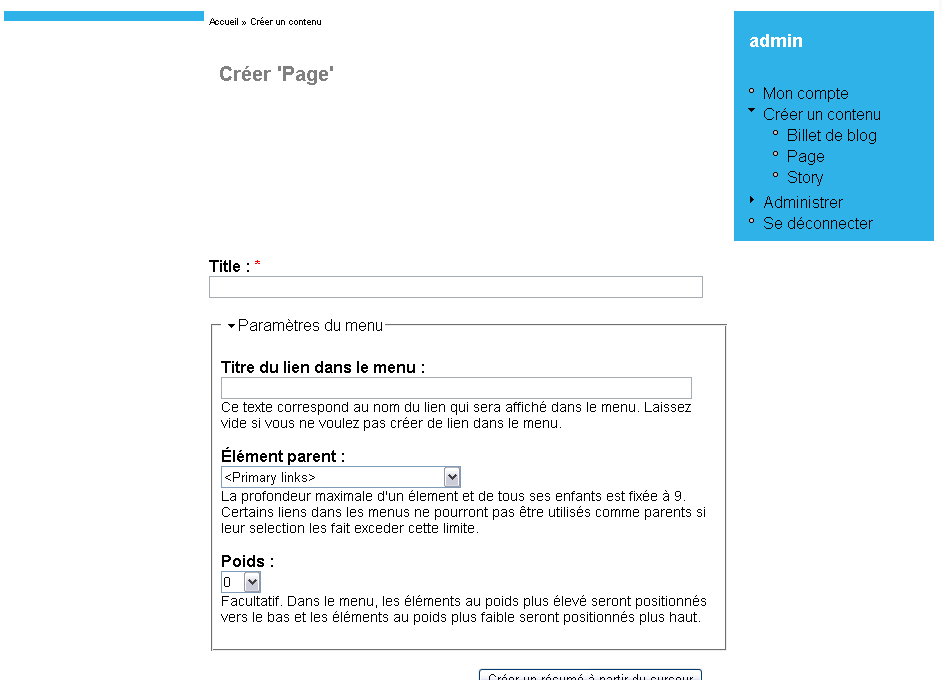 Accueil » Créer un contenu
Créer 'Page'
admin
Mon compte
Créer un contenu
Billet de blog
Page
Story
Administrer
Se déconnecter
Title : *
Paramètres du menu
Titre du lien dans le menu :
Ce texte correspond au nom du lien qui sera affiché dans le menu. Laissez
vide si vous ne voulez pas créer de lien dans le menu.
Élément parent :
<Primary links>
La profondeur maximale d'un élement et de tous ses enfants est fixée à 9.
Certains liens dans les menus ne pourront pas être utilisés comme parents si
leur selection les fait exceder cette limite.
Poids :
0
Facultatif. Dans le menu, les éléments au poids plus élevé seront positionnés
vers le bas et les éléments au poids plus faible seront positionnés plus haut.
Créer un résumé à partir du curseur